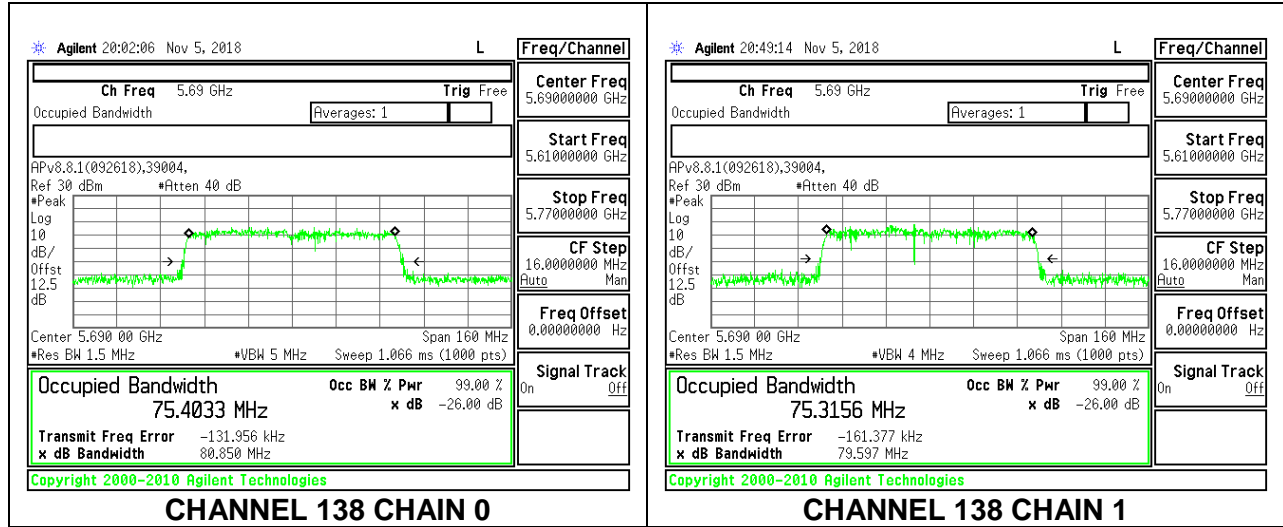 Agilent 20:02:06 Nov 5, 2018 L Freq/Channel
Ch Freq 5.69 GHz Trig Free
Occupied Bandwidth Averages: 1
APv8.8.1(092618),39004,
Ref 30 dBm #Atten 40 dB
#Peak
Log
10
dB/
Offst
12.5
dB
Center 5.690 00 GHz Span 160 MHz
#Res BW 1.5 MHz #VBW 5 MHz Sweep 1.066 ms (1000 pts)
Occupied Bandwidth Occ BW % Pwr 99.00 %
75.4033 MHz x dB -26.00 dB
Transmit Freq Error -131.956 kHz
x dB Bandwidth 80.850 MHz
Copyright 2000-2010 Agilent Technologies
Center Freq
5.69000000 GHz
Start Freq
5.61000000 GHz
Stop Freq
5.77000000 GHz
CF Step
16.0000000 MHz
Auto Man
Freq Offset
0.00000000 Hz
Signal Track
On Off
CHANNEL 138 CHAIN 0
Agilent 20:49:14 Nov 5, 2018 L Freq/Channel
Ch Freq 5.69 GHz Trig Free
Occupied Bandwidth Averages: 1
APv8.8.1(092618),39004,
Ref 30 dBm #Atten 40 dB
#Peak
Log
10
dB/
Offst
12.5
dB
Center 5.690 00 GHz Span 160 MHz
#Res BW 1.5 MHz #VBW 4 MHz Sweep 1.066 ms (1000 pts)
Occupied Bandwidth Occ BW % Pwr 99.00 %
75.3156 MHz x dB -26.00 dB
Transmit Freq Error -161.377 kHz
x dB Bandwidth 79.597 MHz
Copyright 2000-2010 Agilent Technologies
Center Freq
5.69000000 GHz
Start Freq
5.61000000 GHz
Stop Freq
5.77000000 GHz
CF Step
16.0000000 MHz
Auto Man
Freq Offset
0.00000000 Hz
Signal Track
On Off
CHANNEL 138 CHAIN 1